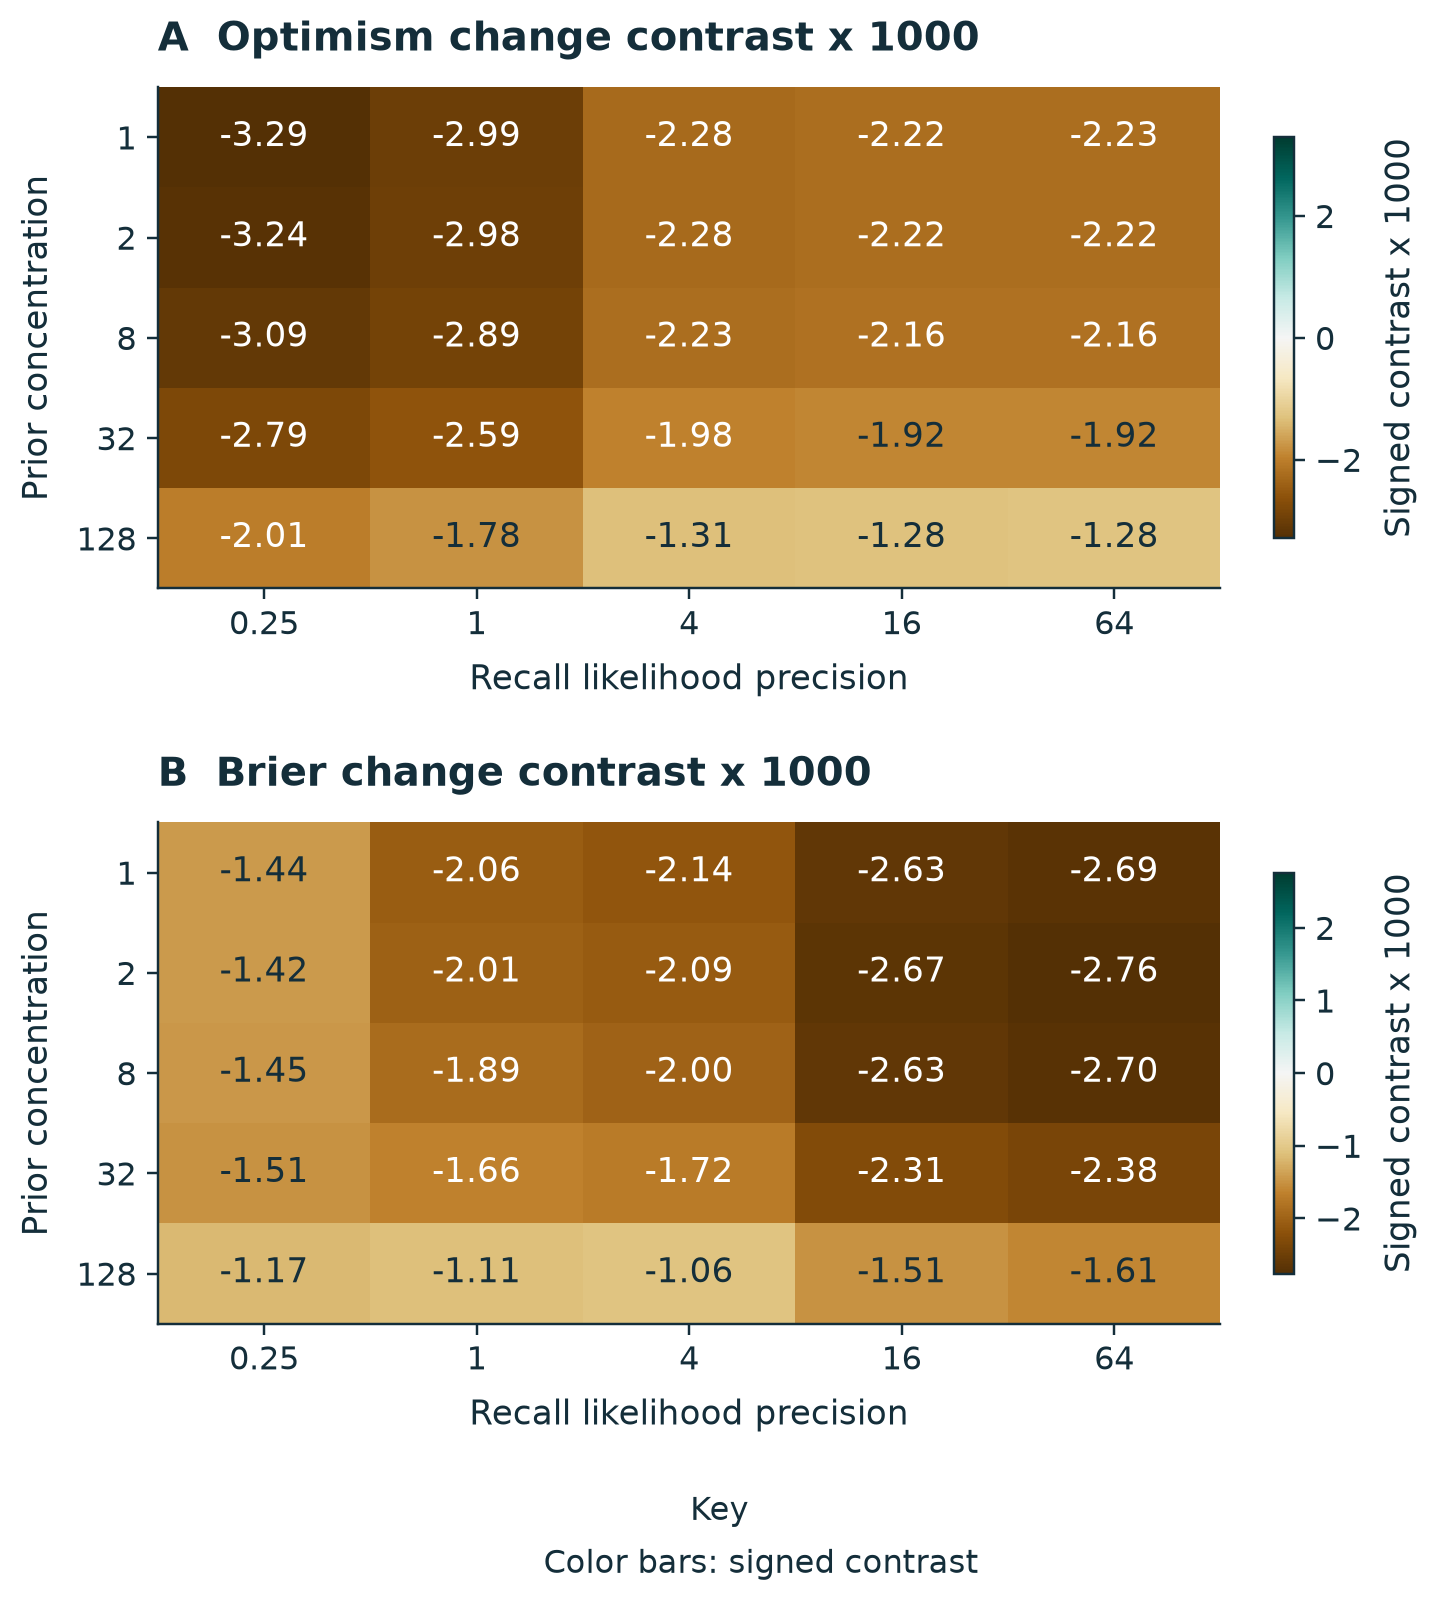 A Optimism change contrast x 1000
Prior concentration
1 -3.29 -2.99 -2.28 -2.22 -2.23
2 -3.24 -2.98 -2.28 -2.22 -2.22
8 -3.09 -2.89 -2.23 -2.16 -2.16
32 -2.79 -2.59 -1.98 -1.92 -1.92
128 -2.01 -1.78 -1.31 -1.28 -1.28
0.25 1 4 16 64
Recall likelihood precision
2
0
−2
Signed contrast x 1000
B Brier change contrast x 1000
Prior concentration
1 -1.44 -2.06 -2.14 -2.63 -2.69
2 -1.42 -2.01 -2.09 -2.67 -2.76
8 -1.45 -1.89 -2.00 -2.63 -2.70
32 -1.51 -1.66 -1.72 -2.31 -2.38
128 -1.17 -1.11 -1.06 -1.51 -1.61
0.25 1 4 16 64
Recall likelihood precision
2
1
0
−1
−2
Signed contrast x 1000
Key
Color bars: signed contrast